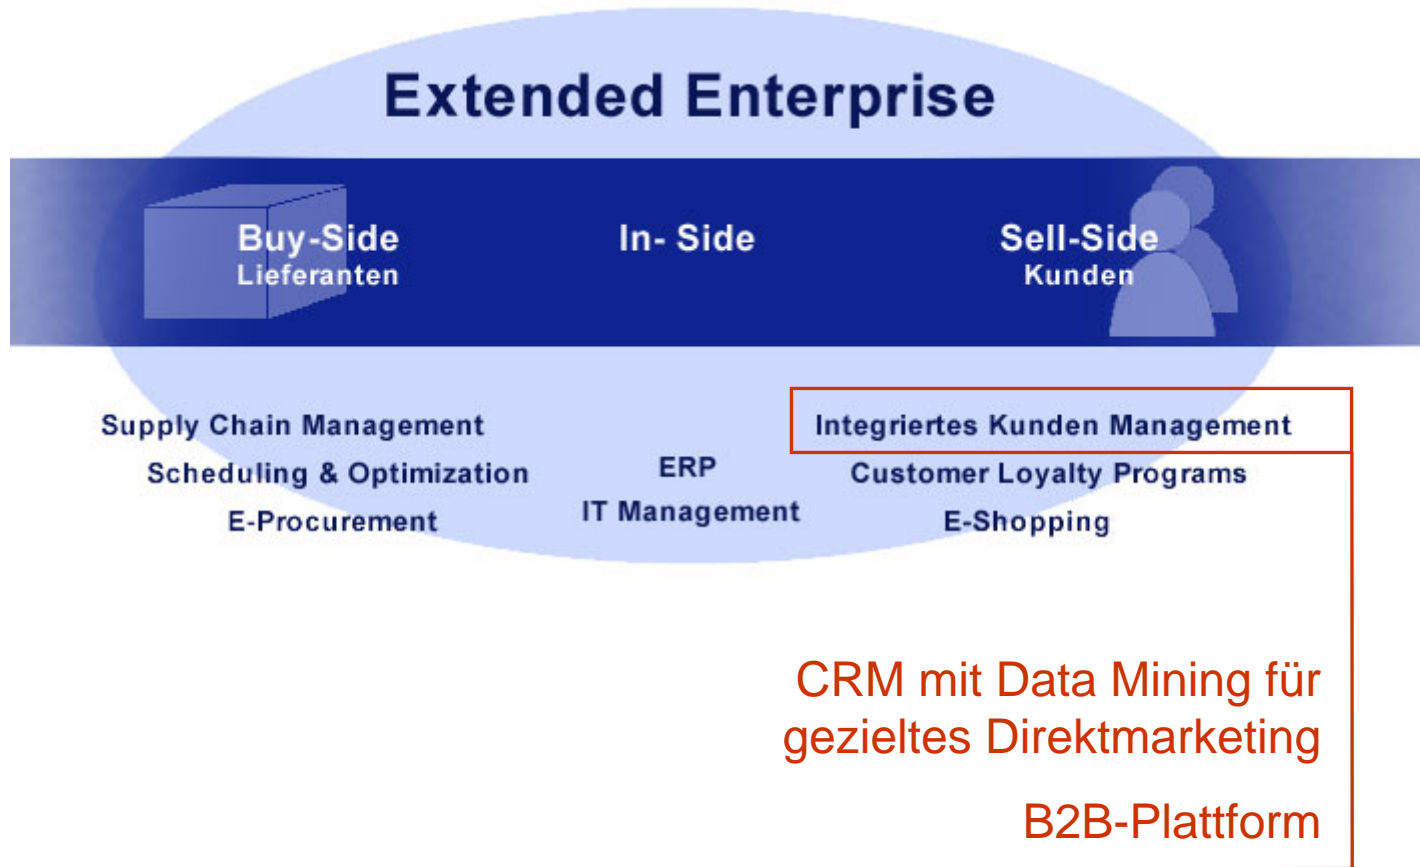 Extended Enterprise
Buy-Side
Lieferanten
In- Side
Sell-Side
Kunden
Supply Chain Management
Scheduling & Optimization
E-Procurement
ERP
IT Management
Integriertes Kunden Management
Customer Loyalty Programs
E-Shopping
CRM mit Data Mining für
gezieltes Direktmarketing
B2B-Plattform